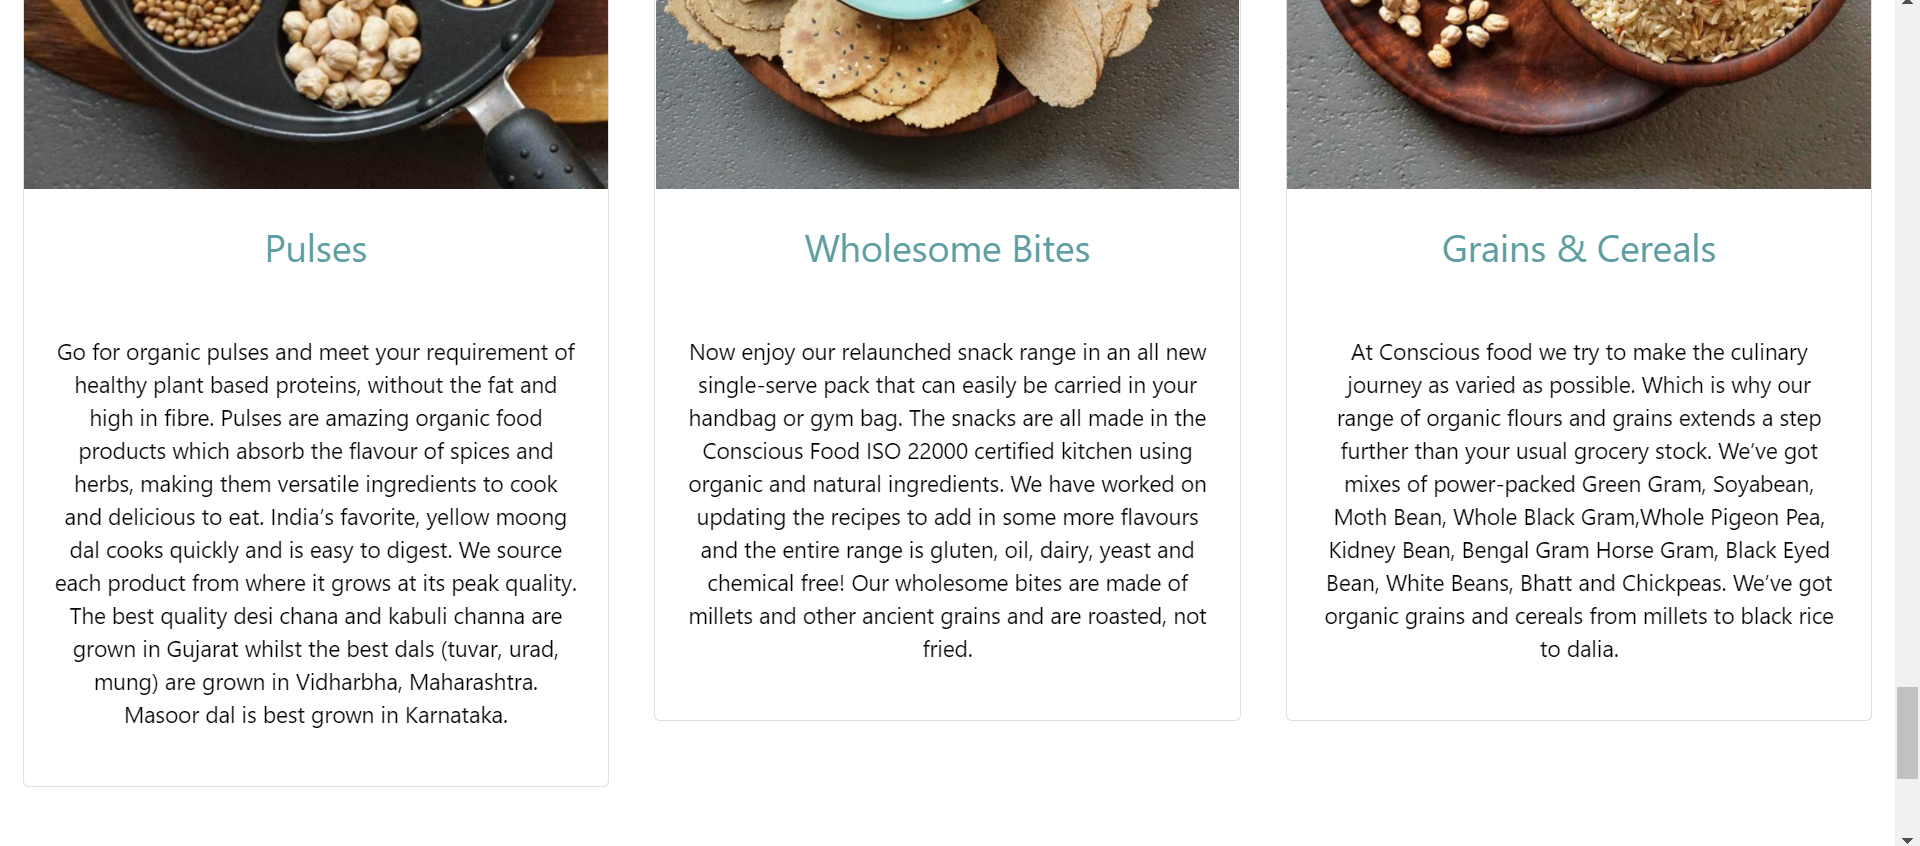 Pulses
Go for organic pulses and meet your requirement of
healthy plant based proteins, without the fat and
high in fibre. Pulses are amazing organic food
products which absorb the flavour of spices and
herbs, making them versatile ingredients to cook
and delicious to eat. India’s favorite, yellow moong
dal cooks quickly and is easy to digest. We source
each product from where it grows at its peak quality.
The best quality desi chana and kabuli channa are
grown in Gujarat whilst the best dals (tuvar, urad,
mung) are grown in Vidharbha, Maharashtra.
Masoor dal is best grown in Karnataka.
Wholesome Bites
Now enjoy our relaunched snack range in an all new
single-serve pack that can easily be carried in your
handbag or gym bag. The snacks are all made in the
Conscious Food ISO 22000 certified kitchen using
organic and natural ingredients. We have worked on
updating the recipes to add in some more flavours
and the entire range is gluten, oil, dairy, yeast and
chemical free! Our wholesome bites are made of
millets and other ancient grains and are roasted, not
fried.
Grains & Cereals
At Conscious food we try to make the culinary
journey as varied as possible. Which is why our
range of organic flours and grains extends a step
further than your usual grocery stock. We’ve got
mixes of power-packed Green Gram, Soyabean,
Moth Bean, Whole Black Gram,Whole Pigeon Pea,
Kidney Bean, Bengal Gram Horse Gram, Black Eyed
Bean, White Beans, Bhatt and Chickpeas. We’ve got
organic grains and cereals from millets to black rice
to dalia.